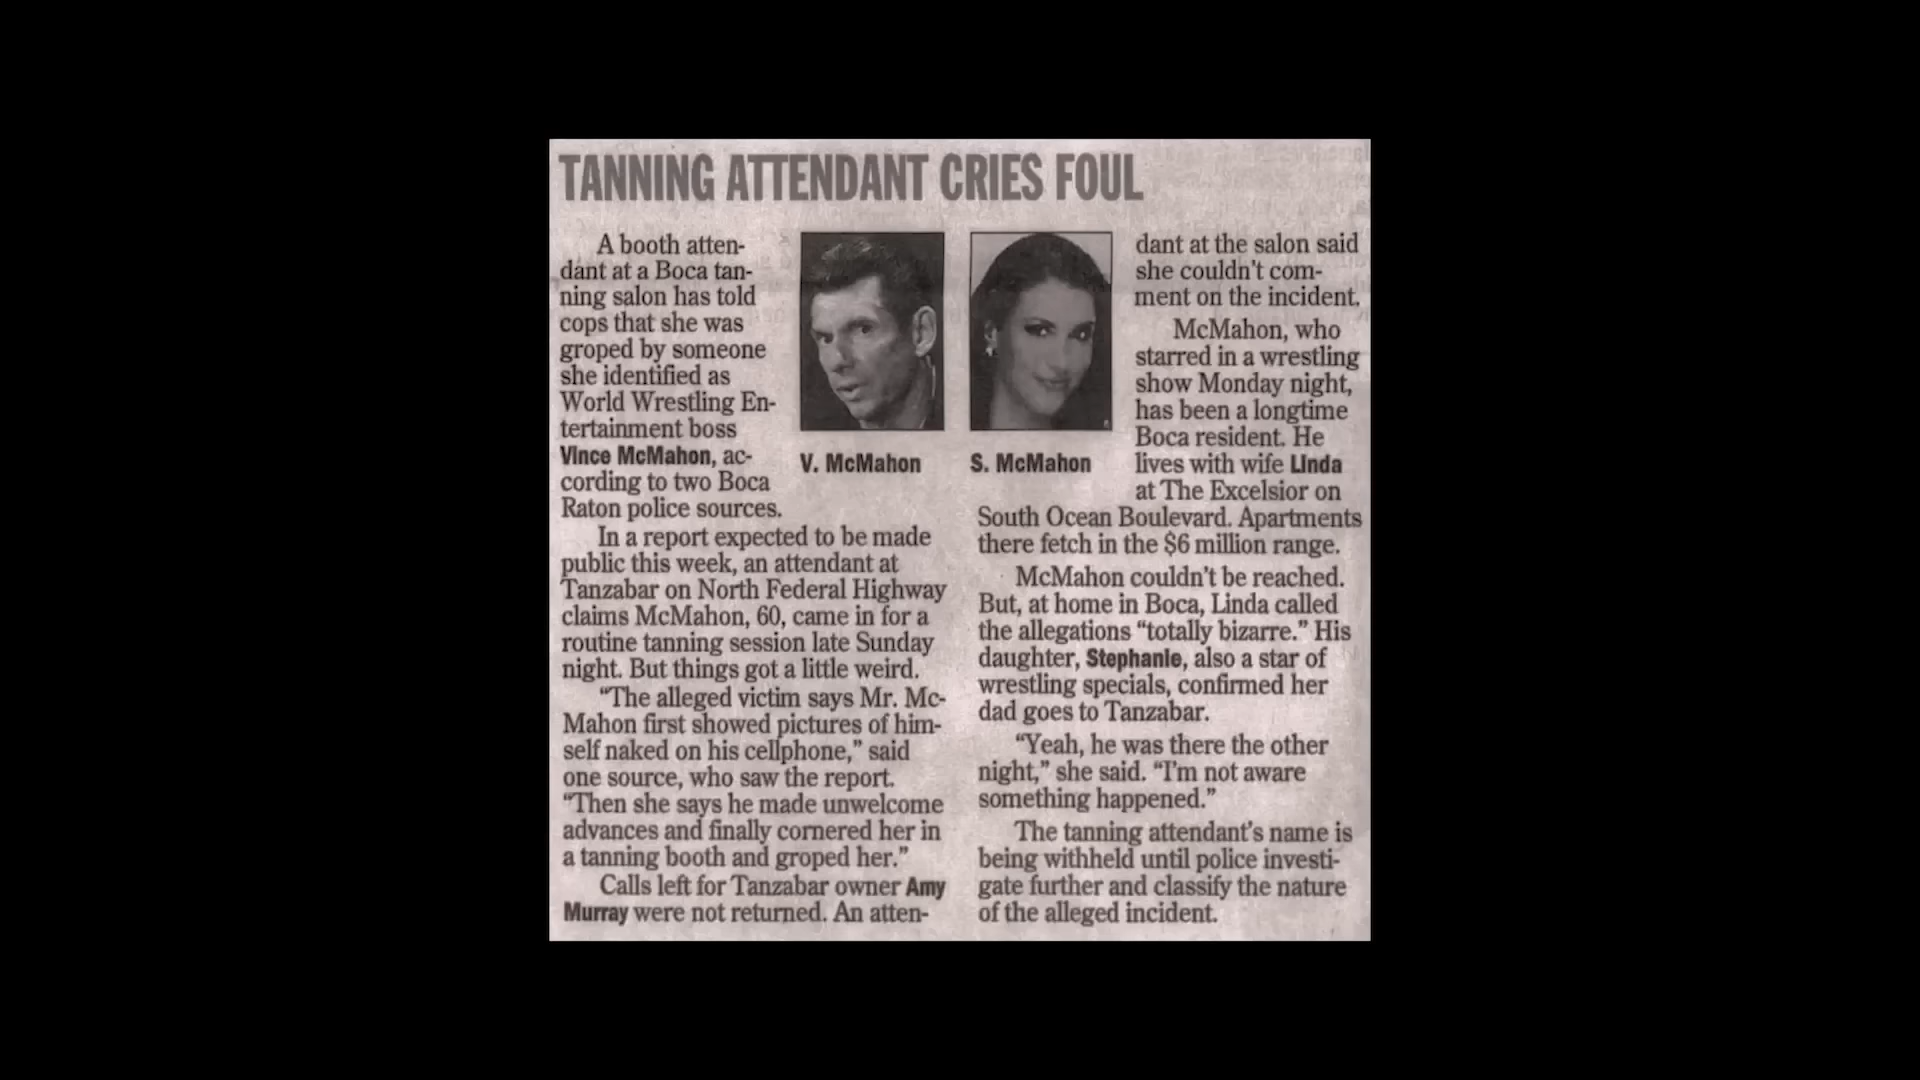 TANNING ATTENDANT CRIES FOUL
A booth atten-
dant at a Boca tan-
ning salon has told
cops that she was
groped by someone
she identified as
World Wrestling En-
tertainment boss
Vince McMahon, ac-
cording to two Boca
Raton police sources.
In a report expected to be made
public this week, an attendant at
Tanzabar on North Federal Highway
claims McMahon, 60, came in for a
routine tanning session late Sunday
night. But things got a little weird.
“The alleged victim says Mr. Mc-
Mahon first showed pictures of him-
self naked on his cellphone,” said
one source, who saw the report.
“Then she says he made unwelcome
advances and finally cornered her in
a tanning booth and groped her.”
Calls left for Tanzabar owner Amy
Murray were not returned. An atten-
V. McMahon
S. McMahon
dant at the salon said
she couldn't com-
ment on the incident.
McMahon, who
starred in a wrestling
show Monday night,
has been a longtime
Boca resident. He
lives with wife Linda
at The Excelsior on
South Ocean Boulevard. Apartments
there fetch in the $6 million range.
McMahon couldn't be reached.
But, at home in Boca, Linda called
the allegations “totally bizarre.” His
daughter, Stephanie, also a star of
wrestling specials, confirmed her
dad goes to Tanzabar.
“Yeah, he was there the other
night,” she said. “I'm not aware
something happened.”
The tanning attendant's name is
being withheld until police investi-
gate further and classify the nature
of the alleged incident.